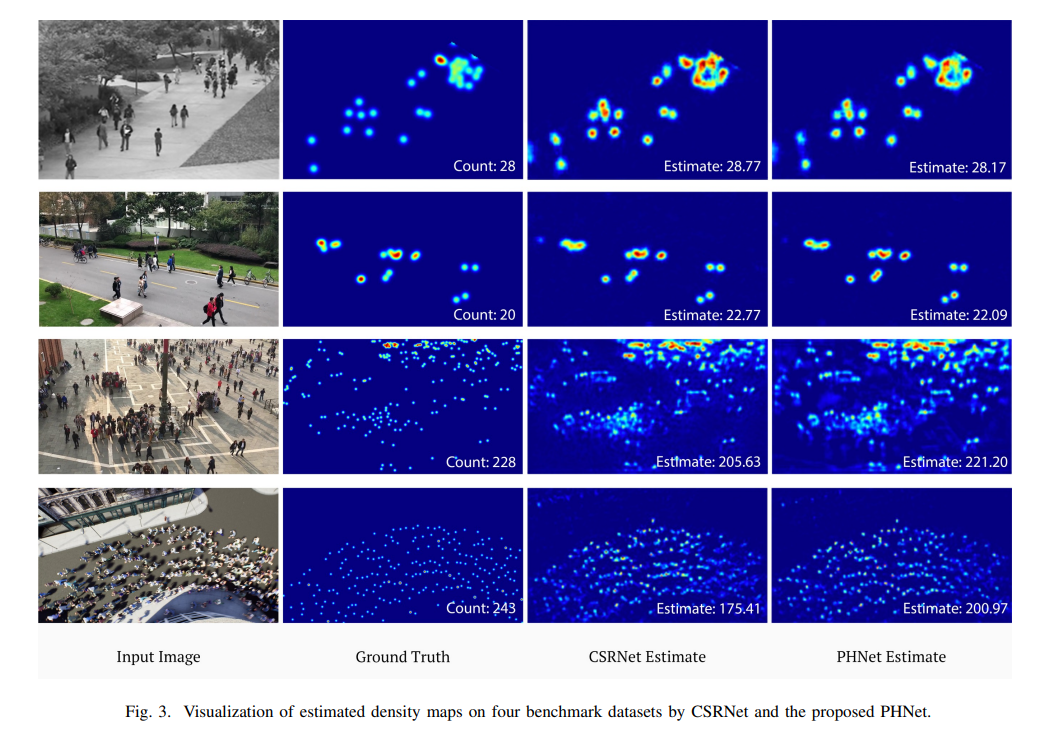 Count: 28
Estimate: 28.77
Estimate: 28.17
Count: 20
Estimate: 22.77
Estimate: 22.09
Count: 228
Estimate: 205.63
Estimate: 221.20
Count: 243
Estimate: 175.41
Estimate: 200.97
Input Image
Ground Truth
CSRNet Estimate
PHNet Estimate
Fig. 3. Visualization of estimated density maps on four benchmark datasets by CSRNet and the proposed PHNet.